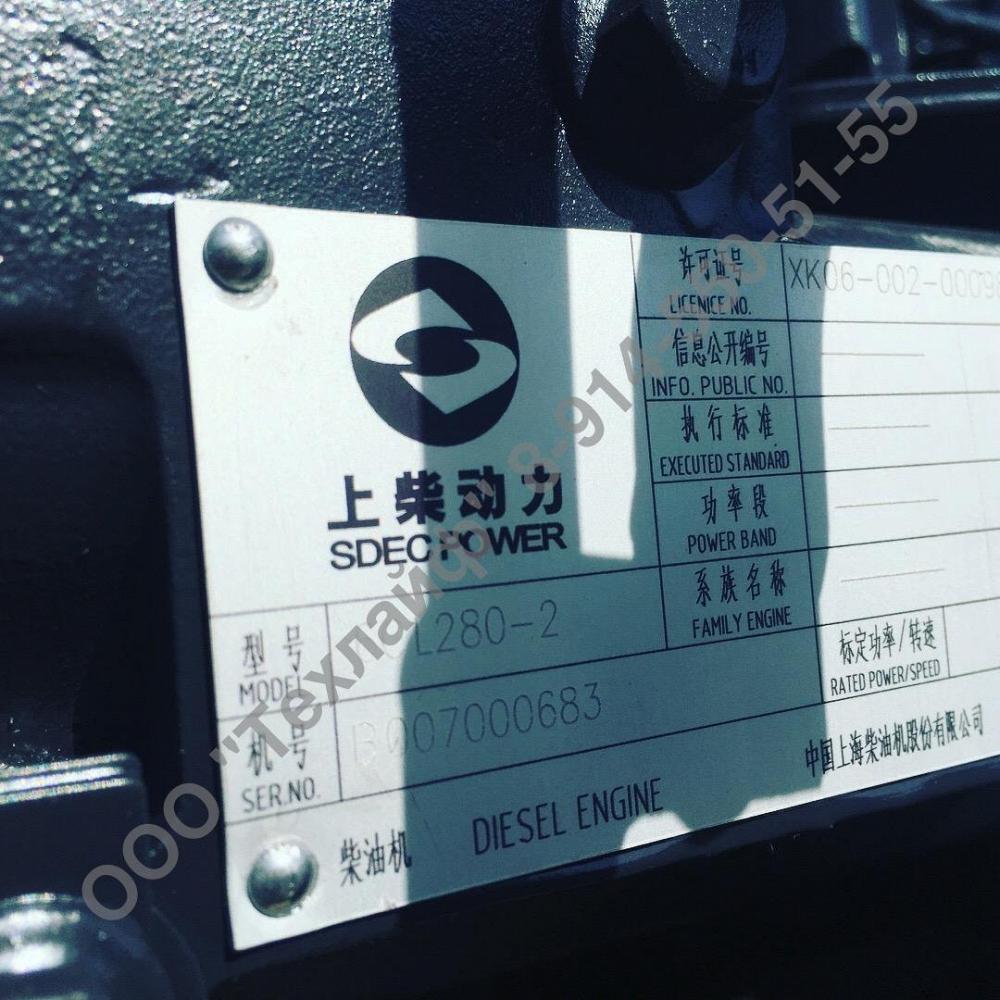 上柴动力
SDEC POWER
许可证号
LICENCE NO.
XK06-002-0009
信息公开编号
INFO. PUBLIC NO.
执行标准
EXECUTED STANDARD
功率段
POWER BAND
系族名称
FAMILY ENGINE
型号
MODEL
L280-2
标定功率/转速
RATED POWER/SPEED
机号
SER.NO.
B007000683
柴油机 DIESEL ENGINE
中国上海柴油机股份有限公司
ООО "Техлайф" 8-914-550-51-55